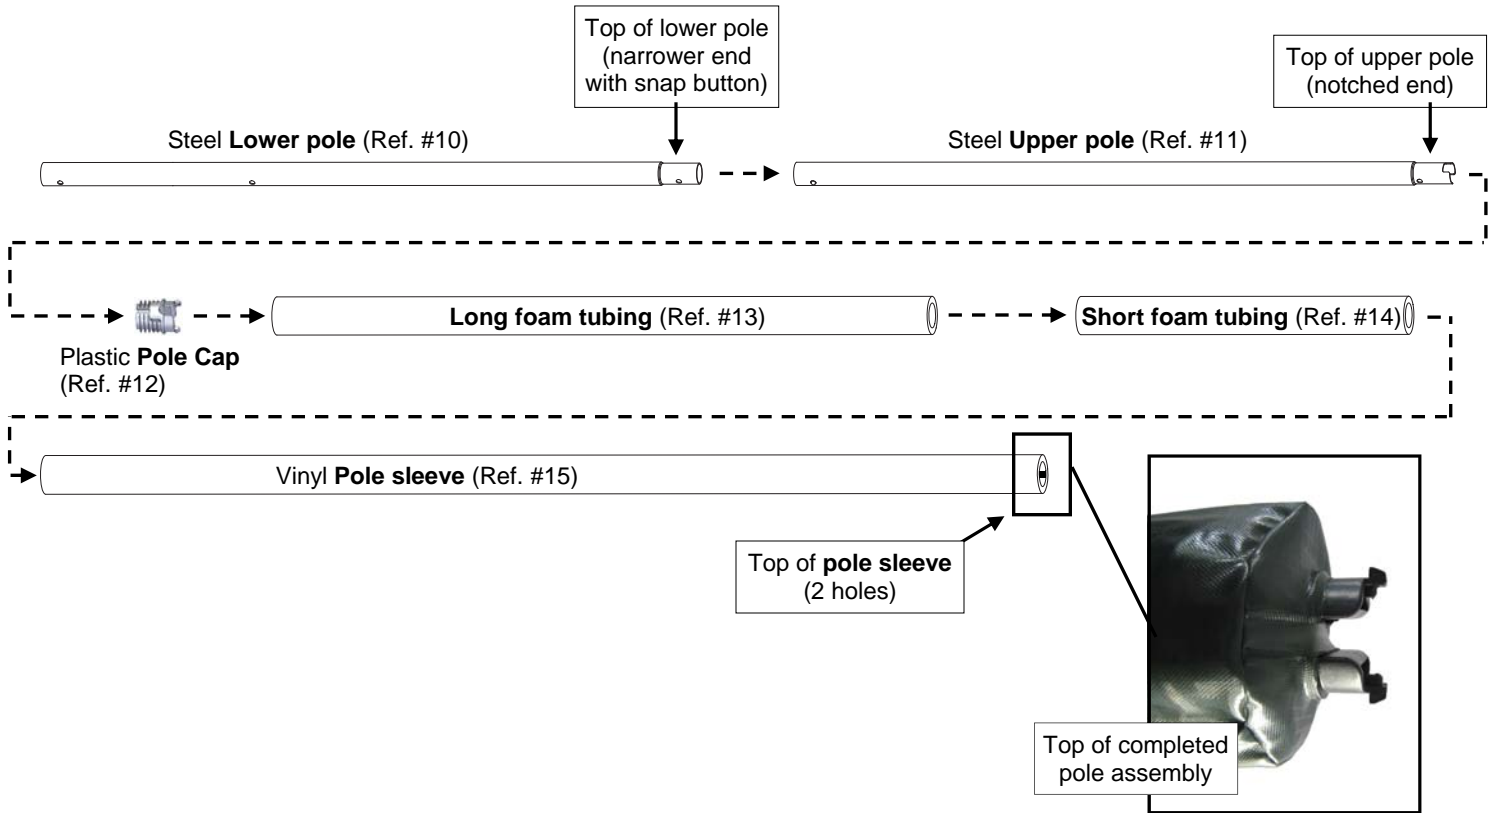 Top of lower pole
(narrower end
with snap button)
Top of upper pole
(notched end)
Steel Lower pole (Ref. #10)
Steel Upper pole (Ref. #11)
Long foam tubing (Ref. #13)
Short foam tubing (Ref. #14)
Plastic Pole Cap
(Ref. #12)
Vinyl Pole sleeve (Ref. #15)
Top of pole sleeve
(2 holes)
Top of completed
pole assembly